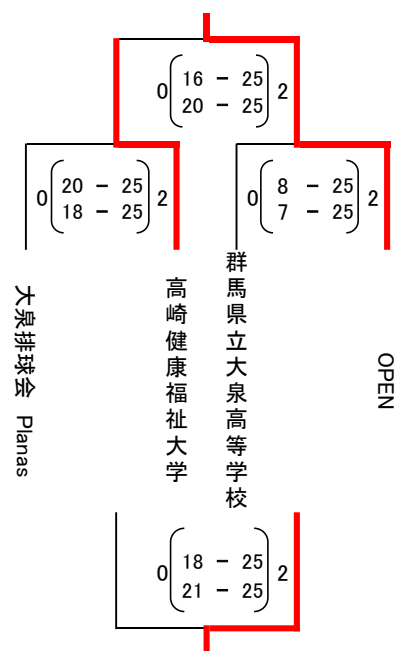 0 16 - 25 2
20 - 25
0 20 - 25 2
18 - 25
0 8 - 25 2
7 - 25
大泉排球会 Planas
高崎健康福祉大学
群馬県立大泉高等学校
OPEN
0 18 - 25 2
21 - 25